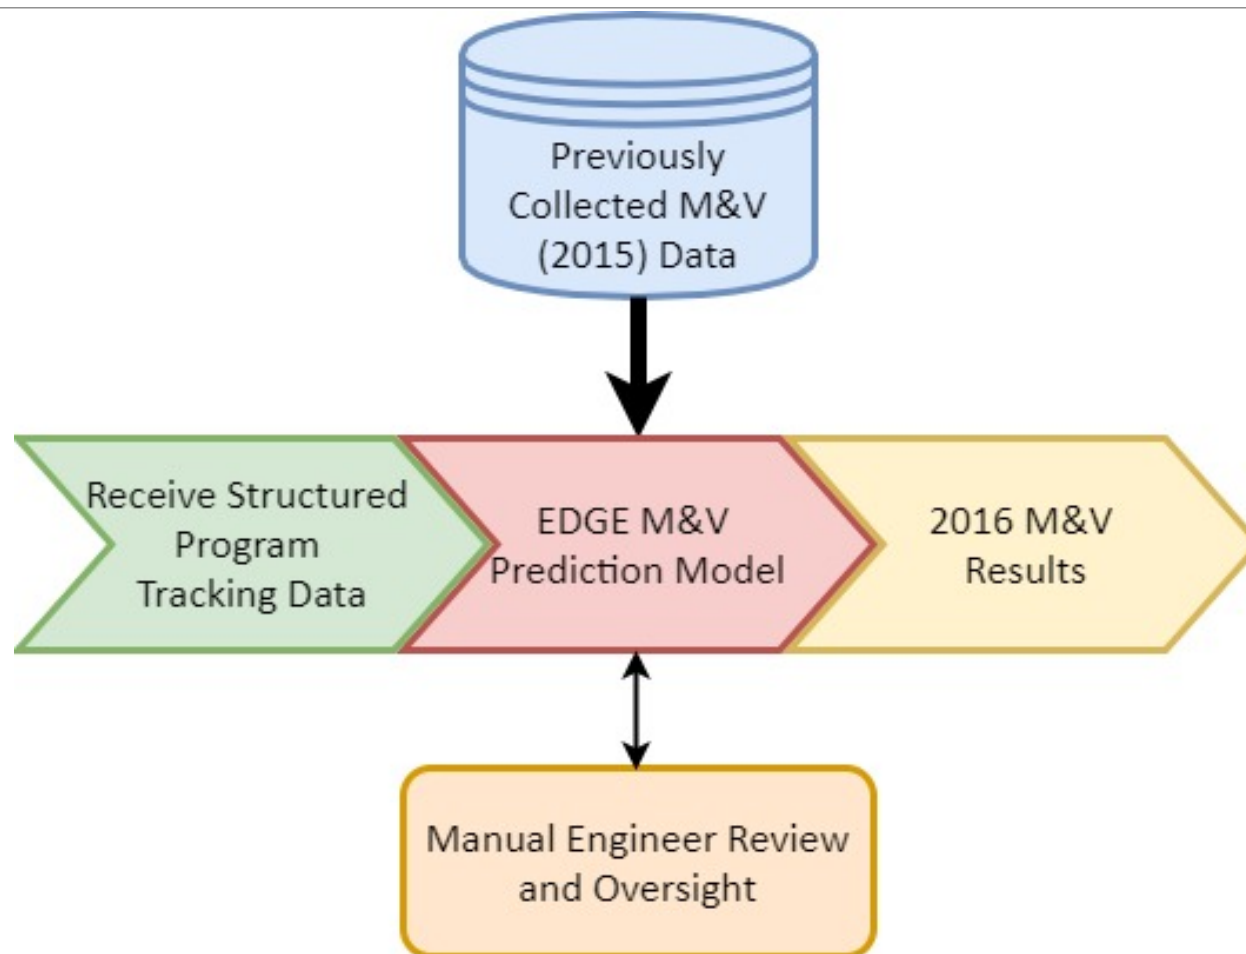 Previously
Collected M&V
(2015) Data
Receive Structured
Program
Tracking Data
EDGE M&V
Prediction Model
2016 M&V
Results
Manual Engineer Review
and Oversight